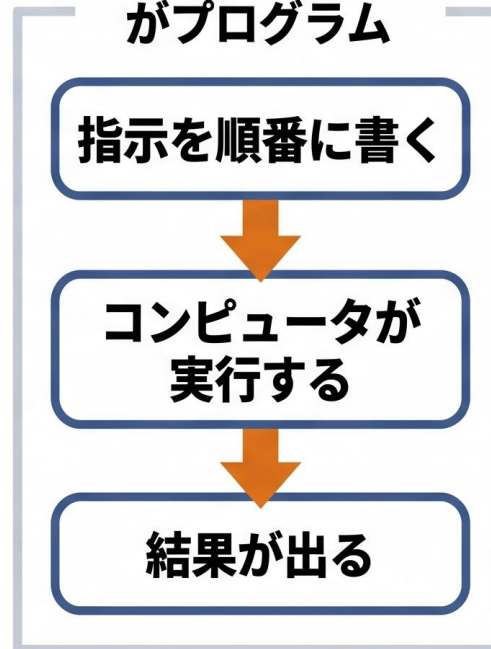 がプログラム
指示を順番に書く
コンピュータが
実行する
結果が出る